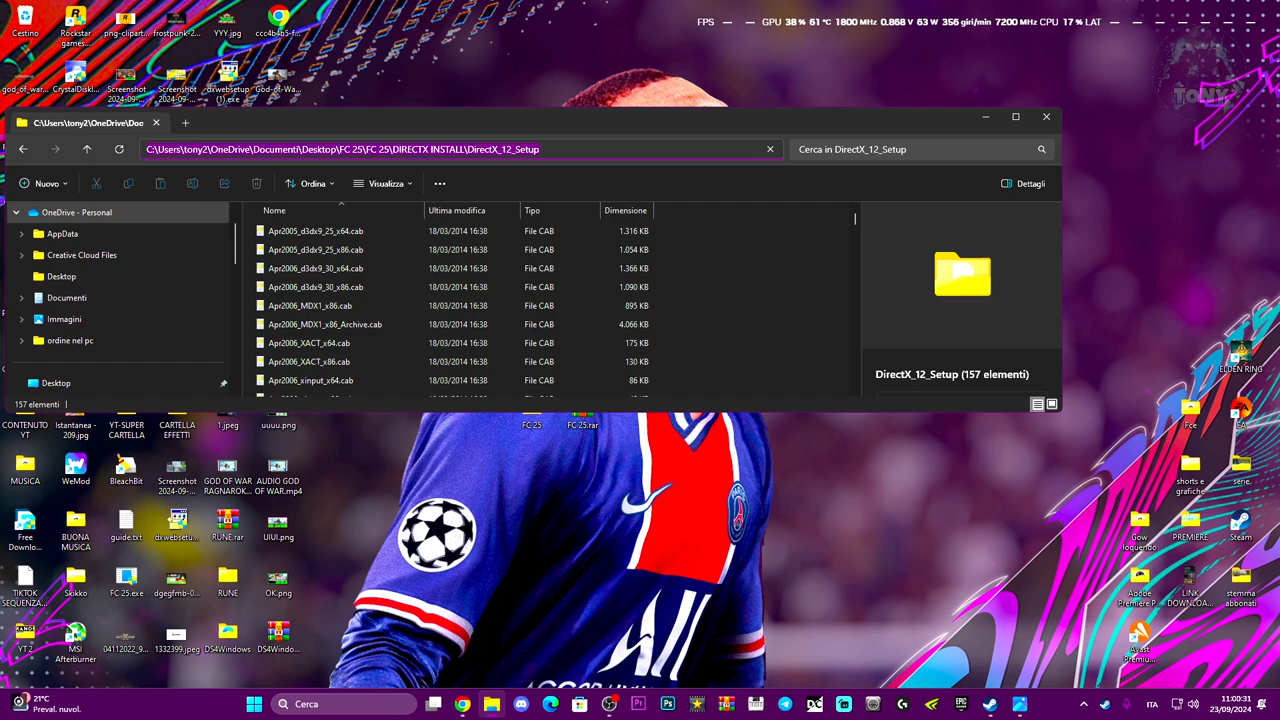 FPS — — GPU 38 % 61 °C 1800 MHz 0.868 V 63 W 356 giri/min 7200 MHz CPU 17 % LAT — — — — — — —
Cestino
Rockstar games...
png-clipart...
frostpunk-2...
YYY.jpg
ccc4b4b5-f...
god_of_war...
CrystalDiskI...
Screenshot 2024-09-...
Screenshot 2024-09-...
dxwebsetup (1).exe
God-of-Wa...
TONY
C:\Users\tony2\OneDrive\Doc
C:\Users\tony2\OneDrive\Documenti\Desktop\FC 25\FC 25\DIRECTX INSTALL\DirectX_12_Setup
Cerca in DirectX_12_Setup
Nuovo
Ordina
Visualizza
Dettagli
OneDrive - Personal
AppData
Creative Cloud Files
Desktop
Documenti
Immagini
ordine nel pc
Desktop
Nome Ultima modifica Tipo Dimensione
Apr2005_d3dx9_25_x64.cab 18/03/2014 16:38 File CAB 1.316 KB
Apr2005_d3dx9_25_x86.cab 18/03/2014 16:38 File CAB 1.054 KB
Apr2006_d3dx9_30_x64.cab 18/03/2014 16:38 File CAB 1.366 KB
Apr2006_d3dx9_30_x86.cab 18/03/2014 16:38 File CAB 1.090 KB
Apr2006_MDX1_x86.cab 18/03/2014 16:38 File CAB 895 KB
Apr2006_MDX1_x86_Archive.cab 18/03/2014 16:38 File CAB 4.066 KB
Apr2006_XACT_x64.cab 18/03/2014 16:38 File CAB 175 KB
Apr2006_XACT_x86.cab 18/03/2014 16:38 File CAB 130 KB
Apr2006_xinput_x64.cab 18/03/2014 16:38 File CAB 86 KB
DirectX_12_Setup (157 elementi)
157 elementi
ELDEN RING
CONTENUTO YT
Istantanea -209.jpg
YT-SUPER CARTELLA
CARTELLA EFFETTI
1.jpeg
uuuu.png
FC 25
FC 25.rar
Fce
EA
MUSICA
WeMod
BleachBit
Screenshot 2024-09-...
GOD OF WAR RAGNAROK...
AUDIO GOD OF WAR.mp4
shorts e grafiche
serie.
Free Downlo...
BUONA MUSICA
guide.txt
dxwebsetu...
RUNE.rar
UIUI.png
Gow loquendo
PREMIERE
Steam
TIKTOK SEQUENZA...
Skikko
FC 25.exe
dgegfmb-0...
RUNE
OK.png
Adobe Premiere P...
LINK DOWNLOA...
stemma abbonati
YT 2
MSI Afterburner
04112022_9...
1332399.jpeg
DS4Windows
DS4Windo...
Avast Premiu...
21°C
Preval. nuvol.
Cerca
ITA
11:00:31
23/09/2024